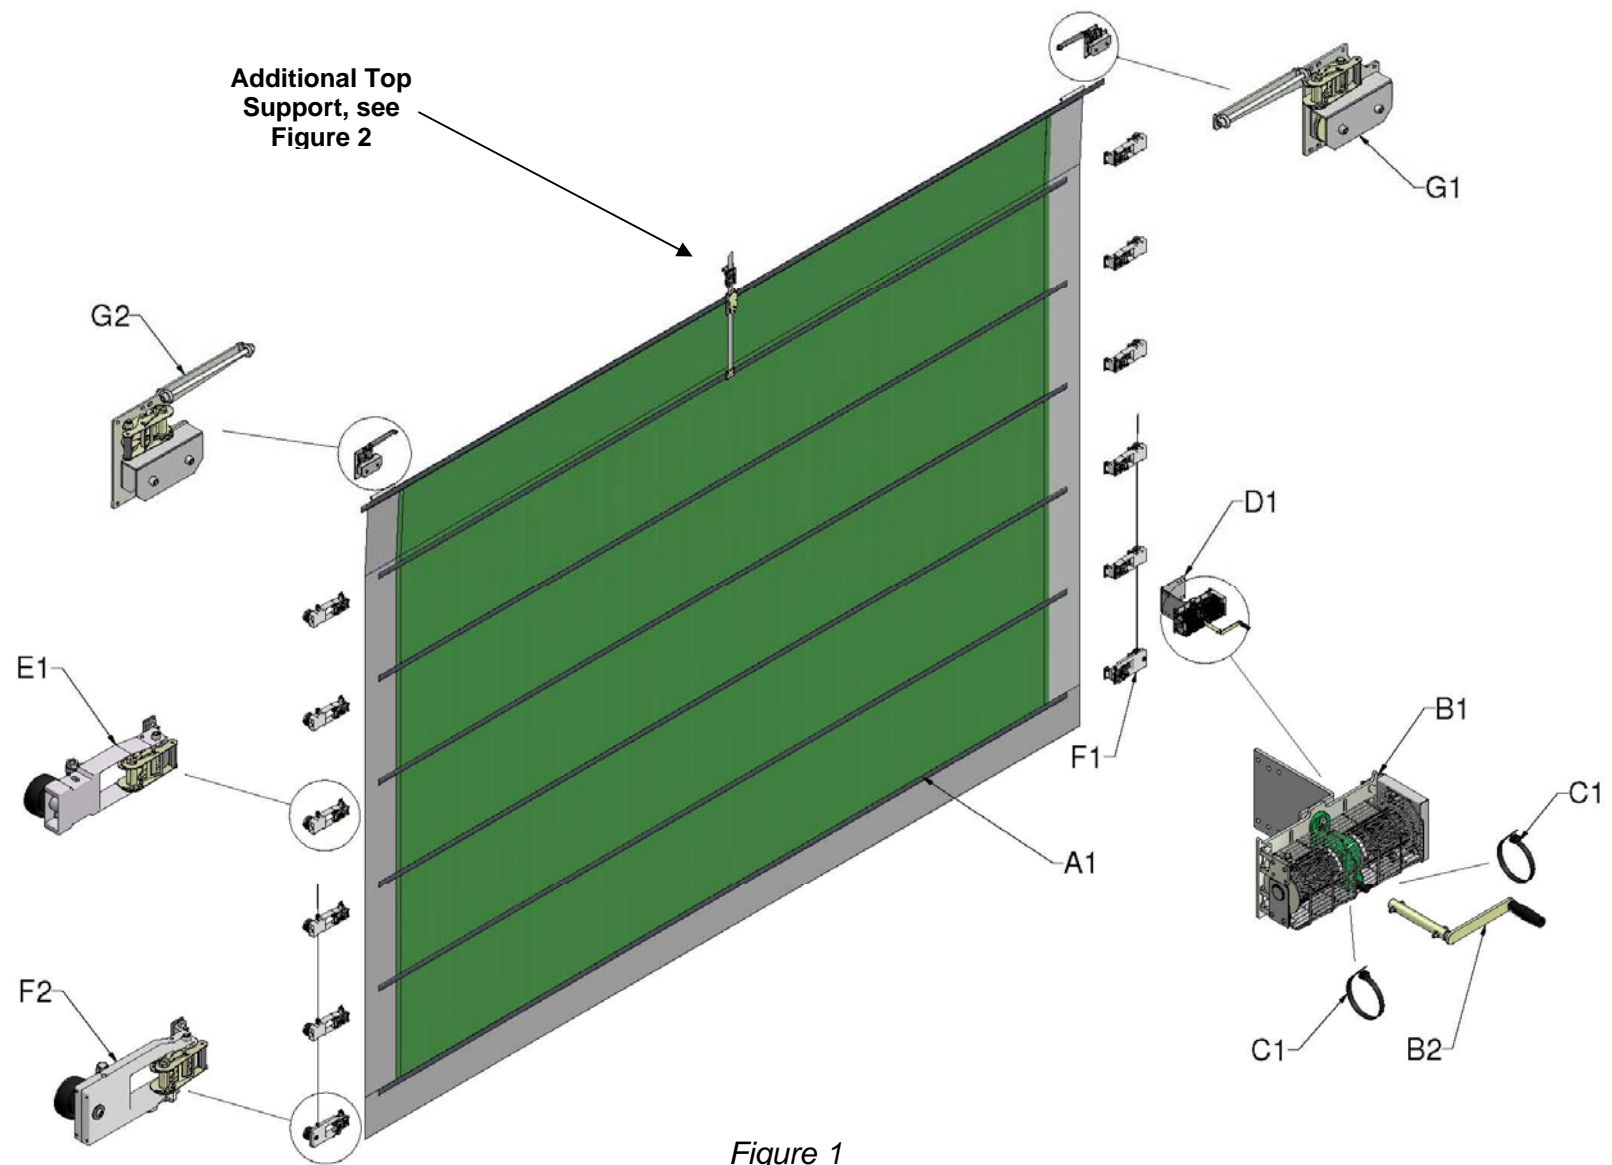 Additional Top
Support, see
Figure 2
G1
G2
D1
E1
B1
F1
C1
A1
F2
C1
B2
Figure 1